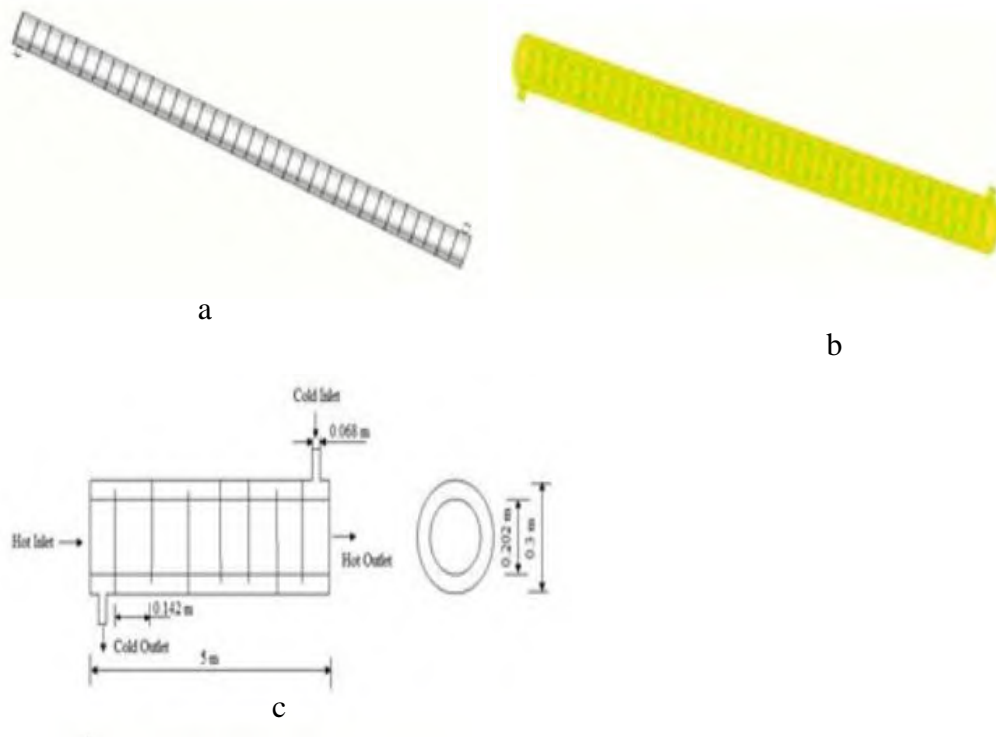 a
b
Cold Inlet
0.068 m
Hot Inlet
Hot Outlet
0.202 m
0.3 m
0.142 m
Cold Outlet
5 m
c